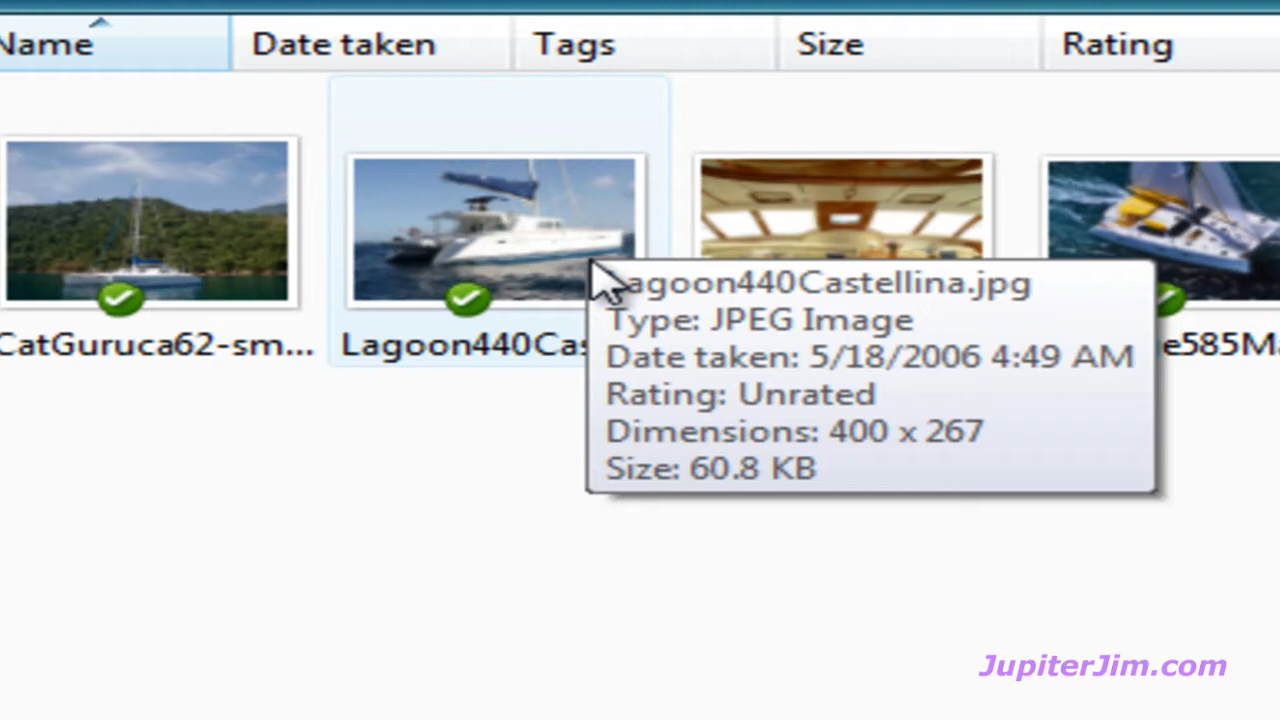 Name Date taken Tags Size Rating
CatGuruca62-sm... Lagoon440Cas
agoon440Castellina.jpg
Type: JPEG Image
Date taken: 5/18/2006 4:49 AM
Rating: Unrated
Dimensions: 400 x 267
Size: 60.8 KB
e585Ma
JupiterJim.com